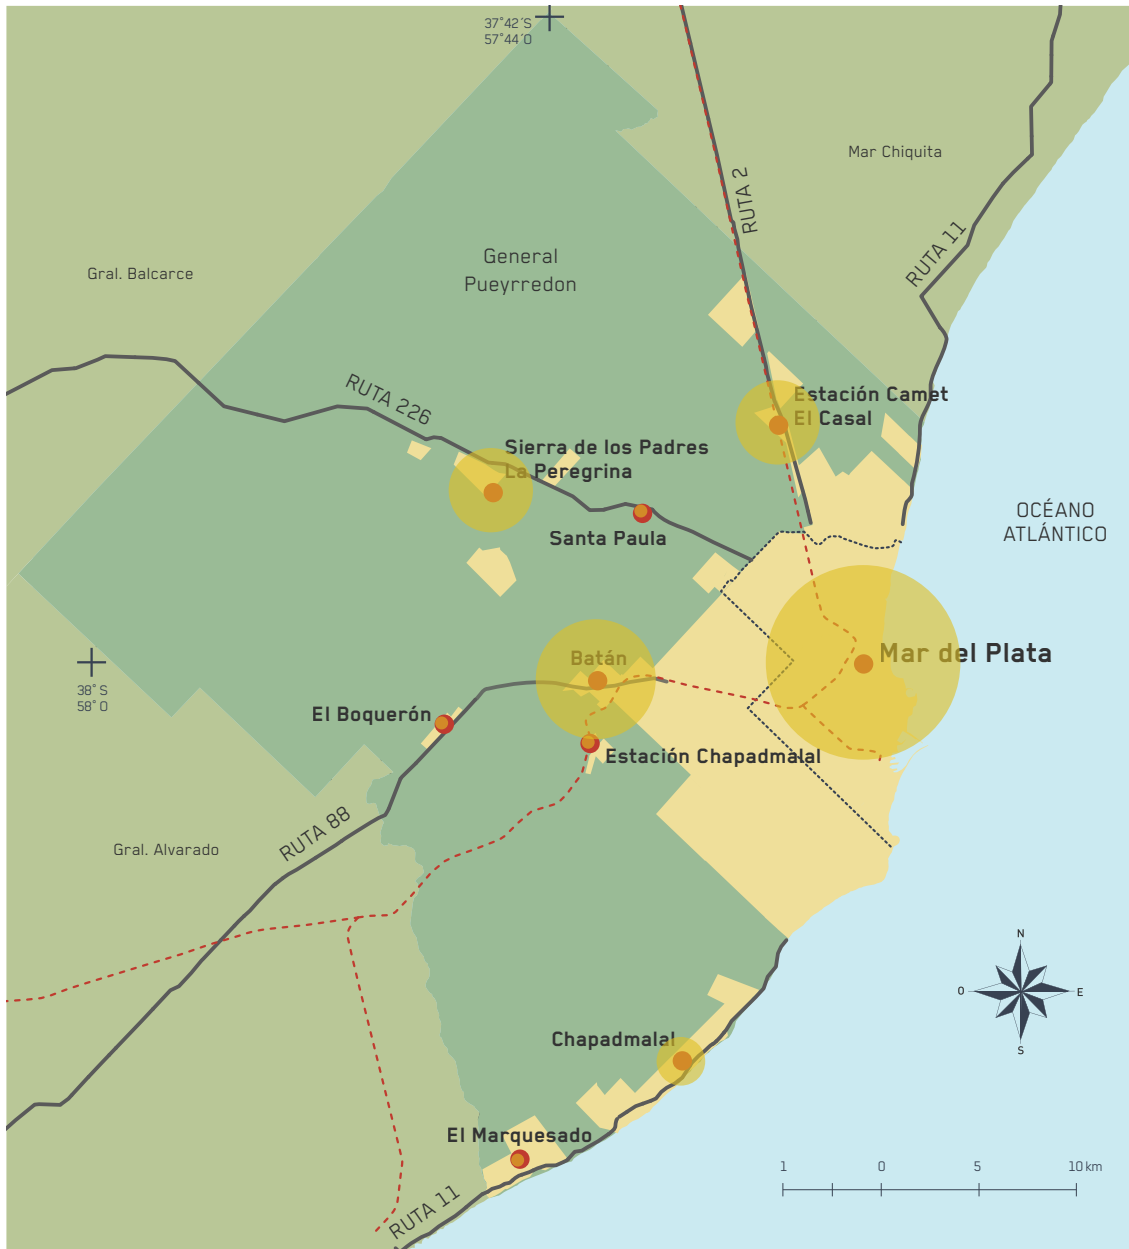 37°42´S
57°44´O
Mar Chiquita
RUTA 2
RUTA 11
General
Pueyrredon
Gral. Balcarce
RUTA 226
Estación Camet
El Casal
Sierra de los Padres
La Peregrina
Santa Paula
OCÉANO
ATLÁNTICO
Mar del Plata
Batán
38° S
58° O
El Boquerón
Estación Chapadmalal
RUTA 88
Gral. Alvarado
N
O
E
S
Chapadmalal
El Marquesado
RUTA 11
1 0 5 10 km